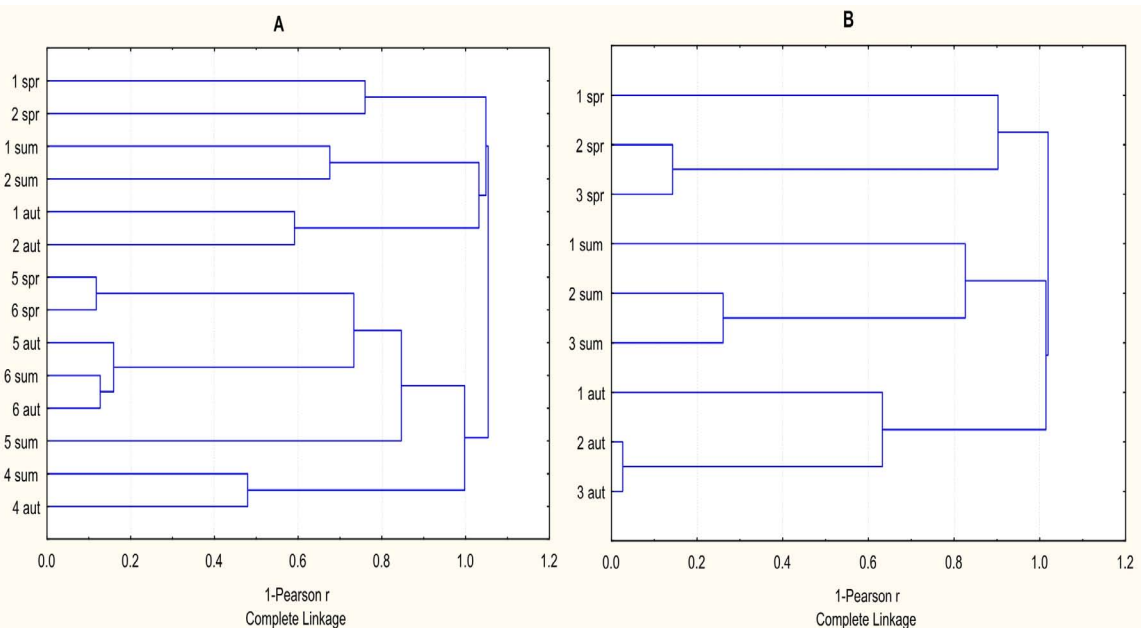 A
1 spr
2 spr
1 sum
2 sum
1 aut
2 aut
5 spr
6 spr
5 aut
6 sum
6 aut
5 sum
4 sum
4 aut
0.0 0.2 0.4 0.6 0.8 1.0 1.2
1-Pearson r
Complete Linkage
B
1 spr
2 spr
3 spr
1 sum
2 sum
3 sum
1 aut
2 aut
3 aut
0.0 0.2 0.4 0.6 0.8 1.0 1.2
1-Pearson r
Complete Linkage